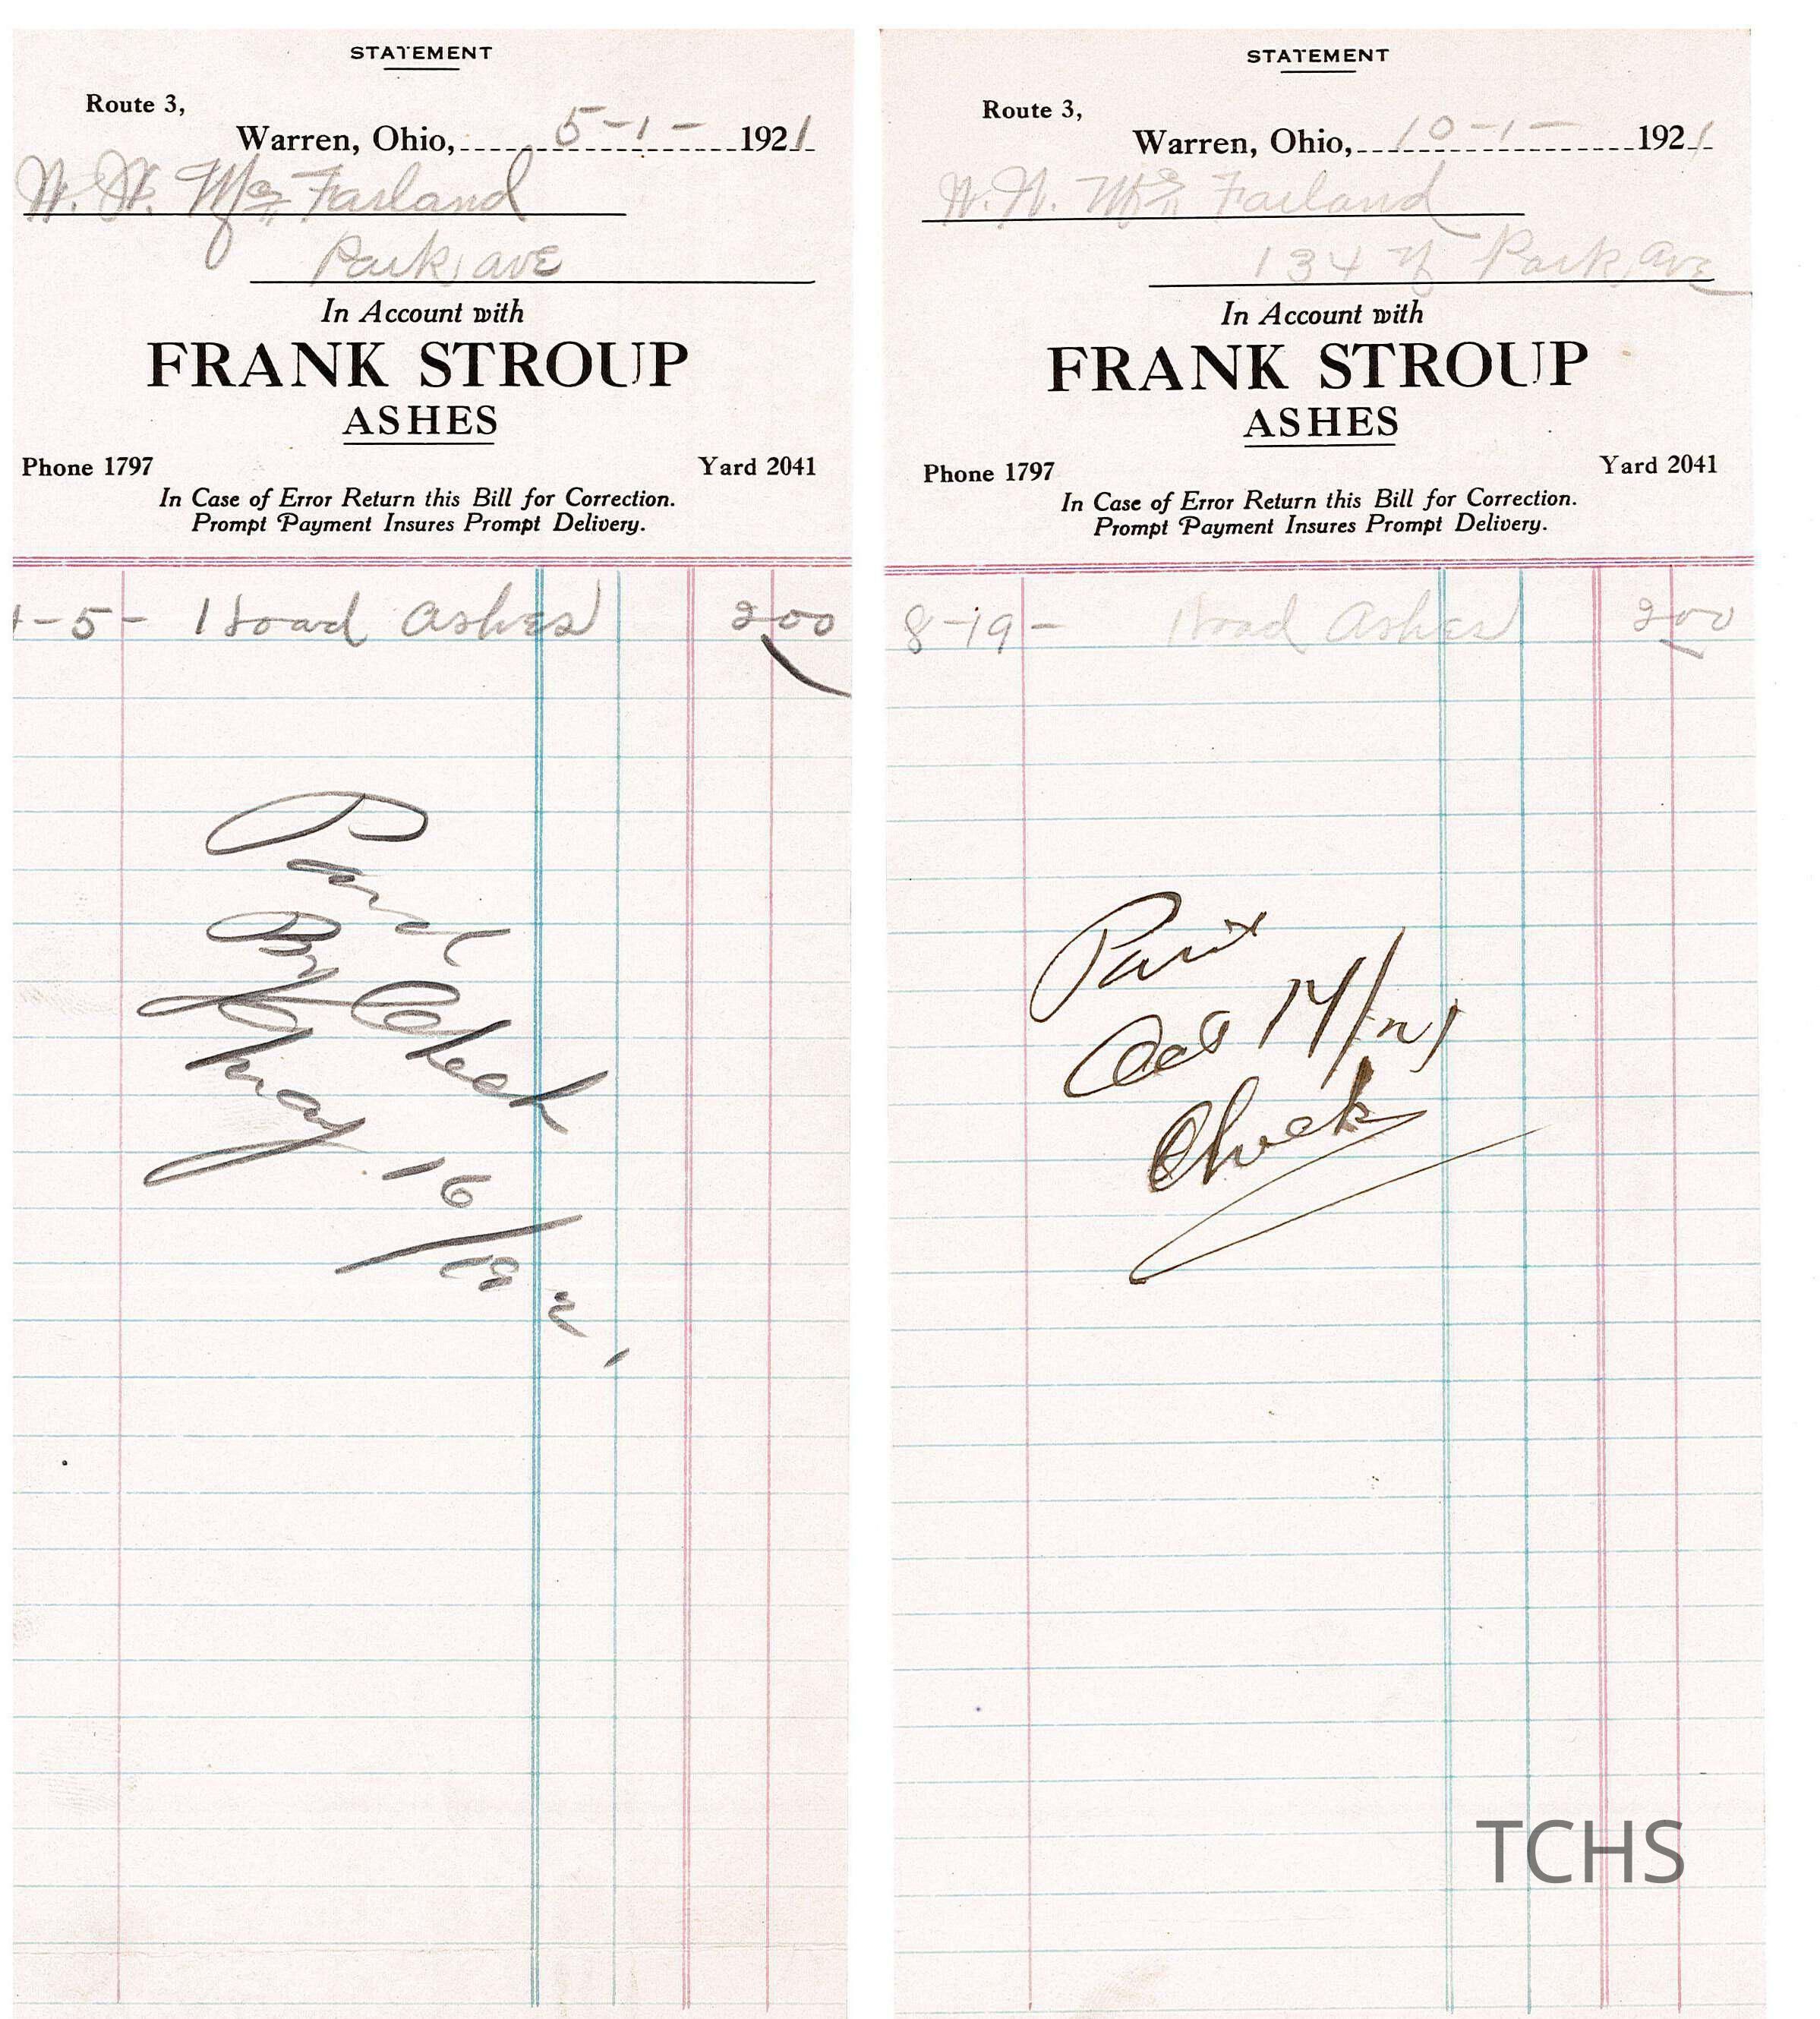 STATEMENT
Route 3,
Warren, Ohio, 5-1- 1921
W. W. McFarland
Park ave
In Account with
FRANK STROUP
ASHES
Phone 1797 Yard 2041
In Case of Error Return this Bill for Correction.
Prompt Payment Insures Prompt Delivery.
4-5- 1 load ashes 2 00
Paid
By
Check
May 16
/192
1
STATEMENT
Route 3,
Warren, Ohio, 10-1- 1921
W. W. McFarland
134 N Park, ave
In Account with
FRANK STROUP
ASHES
Phone 1797 Yard 2041
In Case of Error Return this Bill for Correction.
Prompt Payment Insures Prompt Delivery.
8-19- 1 load ashes 2 00
Paid
Oct 14/21
Check
TCHS